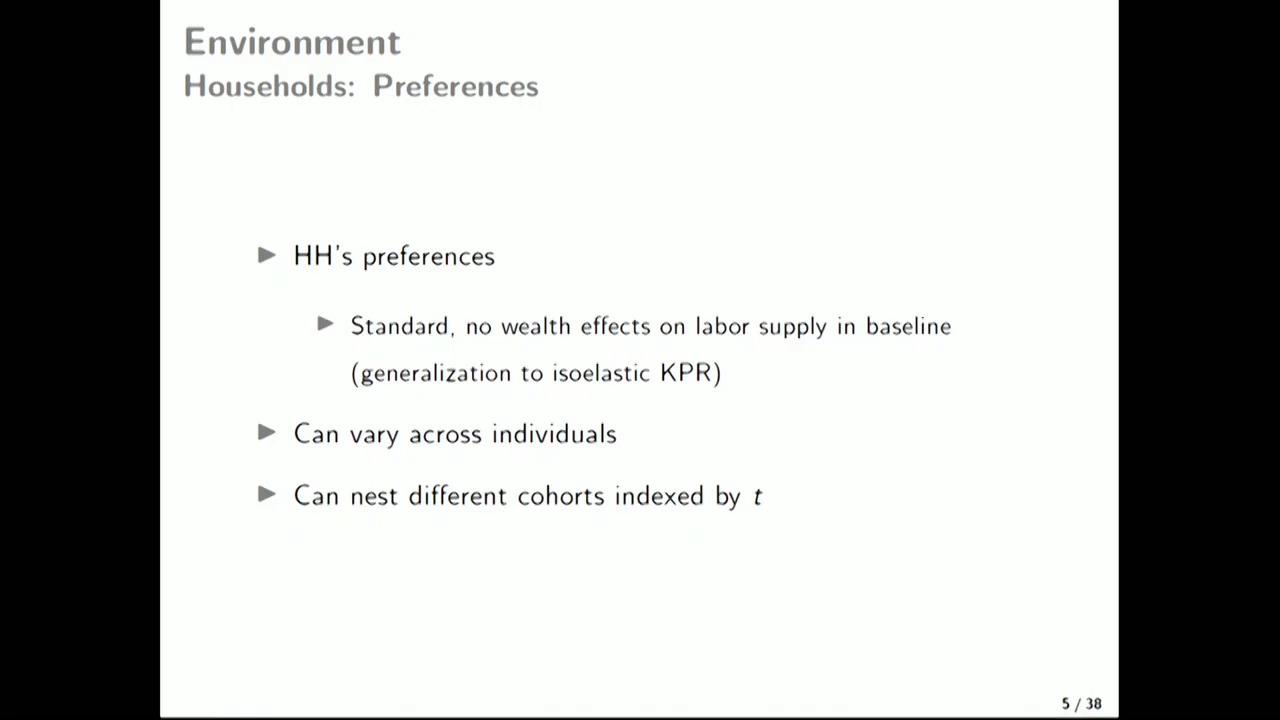 Environment
Households: Preferences
▶ HH's preferences
▶ Standard, no wealth effects on labor supply in baseline
(generalization to isoelastic KPR)
▶ Can vary across individuals
▶ Can nest different cohorts indexed by t
5 / 38